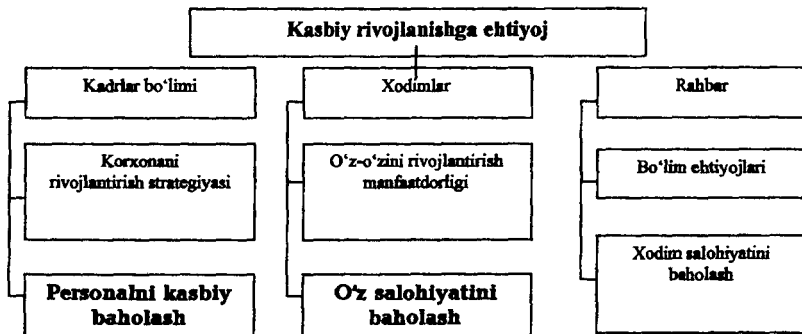 Kasbiy rivojlanishga ehtiyoj
Kadrlar bo‘limi
Xodimlar
Rahbar
Korxonani
rivojlantirish strategiyasi
O‘z-o‘zini rivojlantirish
manfaatdorligi
Bo‘lim ehtiyojlari
Personalni kasbiy
baholash
O‘z salohiyatini
baholash
Xodim salohiyatini
baholash